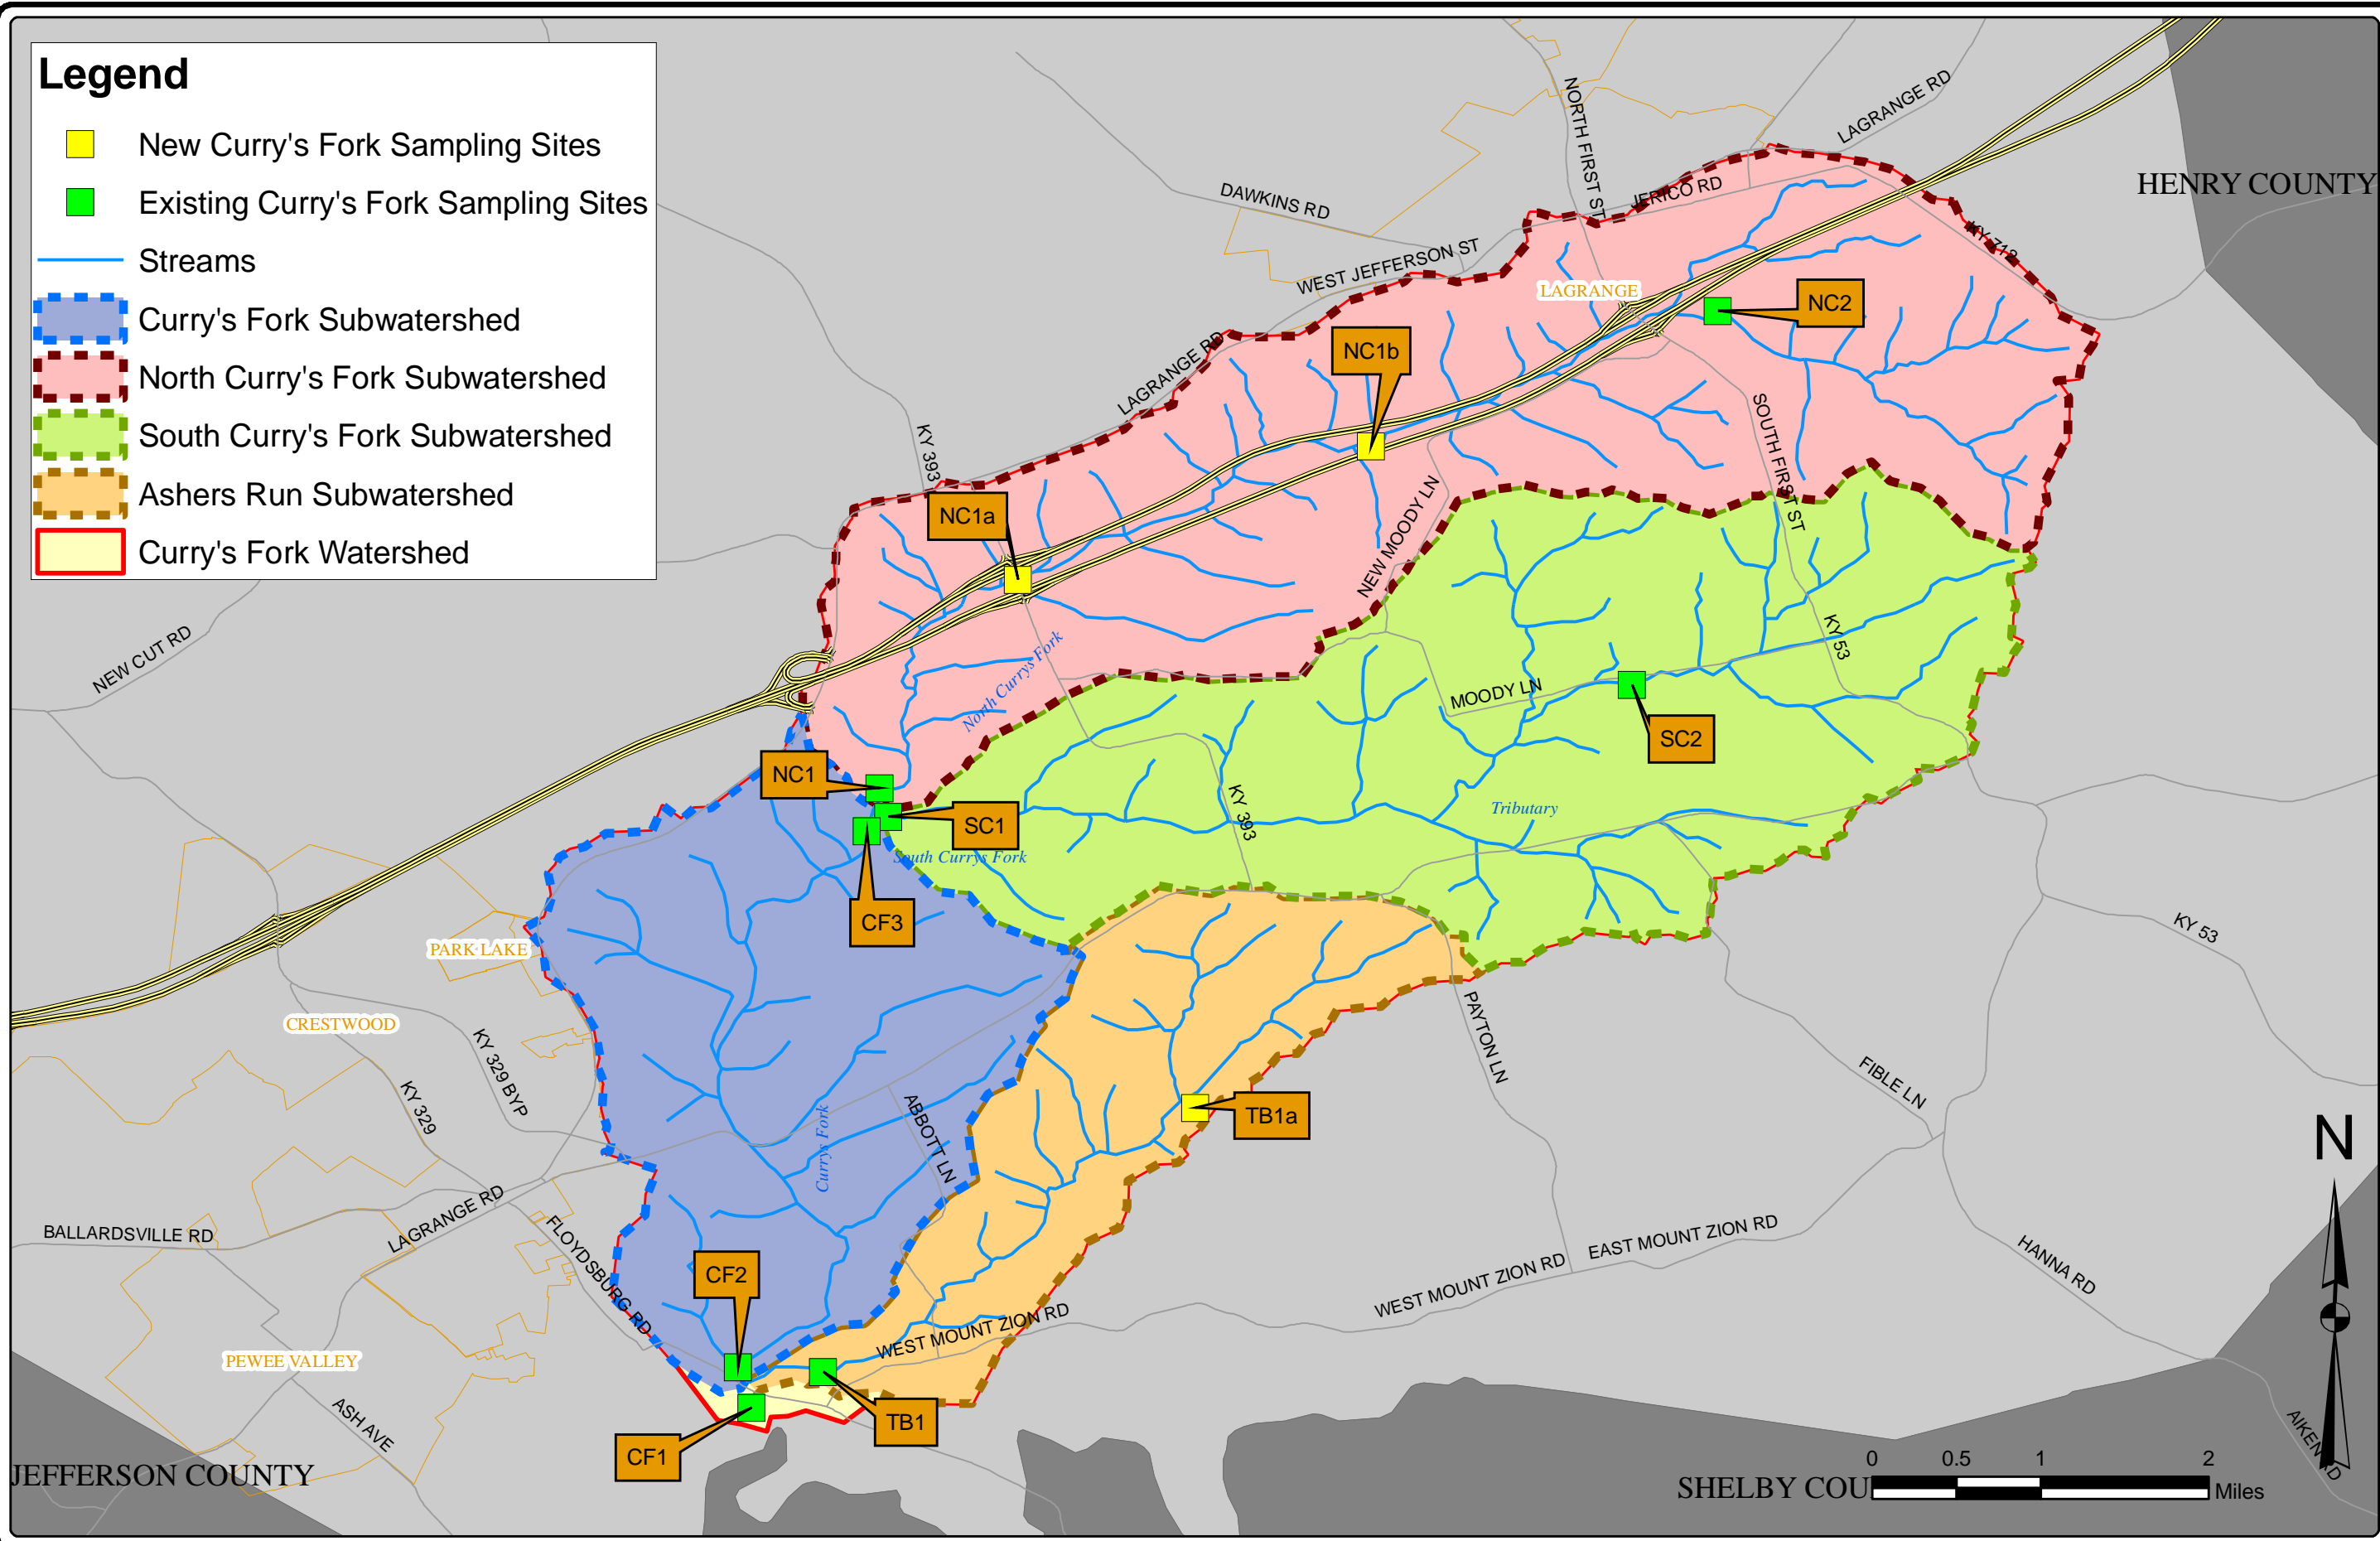 Legend
New Curry's Fork Sampling Sites
Existing Curry's Fork Sampling Sites
Streams
Curry's Fork Subwatershed
North Curry's Fork Subwatershed
South Curry's Fork Subwatershed
Ashers Run Subwatershed
Curry's Fork Watershed
LAGRANGE RD
NORTH FIRST ST
HENRY COUNTY
DAWKINS RD
JERICO RD
KY 712
WEST JEFFERSON ST
LAGRANGE
NC2
NC1b
LAGRANGE RD
KY 393
SOUTH FIRST ST
NC1a
NEW MOODY LN
NEW CUT RD
KY 53
North Currys Fork
MOODY LN
SC2
NC1
SC1
KY 393
Tributary
South Currys Fork
CF3
PARK LAKE
KY 53
CRESTWOOD
KY 329 BYP
KY 329
PAYTON LN
FIBLE LN
TB1a
ABBOTT LN
Currys Fork
N
BALLARDSVILLE RD
LAGRANGE RD
FLOYDSBURG RD
EAST MOUNT ZION RD
WEST MOUNT ZION RD
HANNA RD
CF2
WEST MOUNT ZION RD
PEWEE VALLEY
ASH AVE
TB1
CF1
AIKEN RD
JEFFERSON COUNTY
SHELBY COU
0 0.5 1 2
Miles